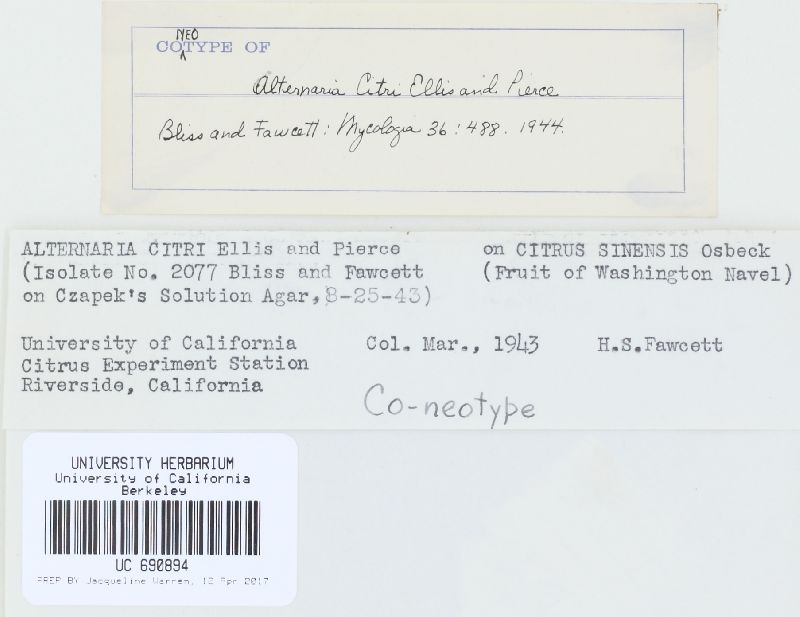 NEO
COTYPE OF
Alternaria Citri Ellis and Pierce
Bliss and Fawcett: Mycologia 36: 488. 1944.
ALTERNARIA CITRI Ellis and Pierce on CITRUS SINENSIS Osbeck
(Isolate No. 2077 Bliss and Fawcett (Fruit of Washington Navel)
on Czapek's Solution Agar, 8-25-43)
University of California Col. Mar., 1943 H.S.Fawcett
Citrus Experiment Station
Riverside, California
Co-neotype
UNIVERSITY HERBARIUM
University of California
Berkeley
UC 690894
PREP BY Jacqueline Warren, 12 Apr 2017